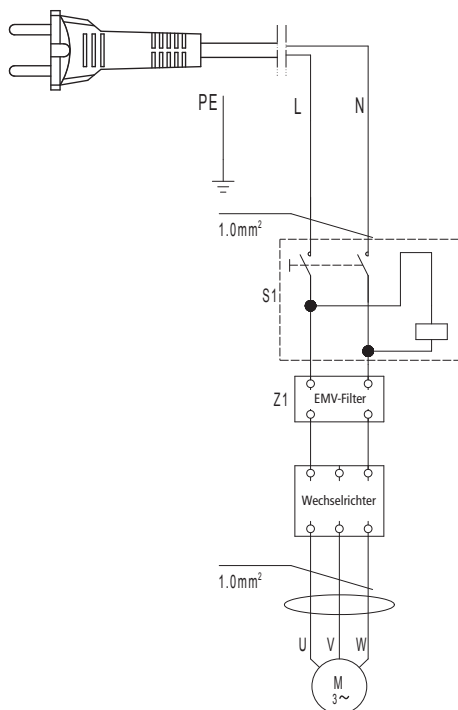 PE
L
N
1.0mm²
S1
Z1
EMV-Filter
Wechselrichter
1.0mm²
U
V
W
M
3~